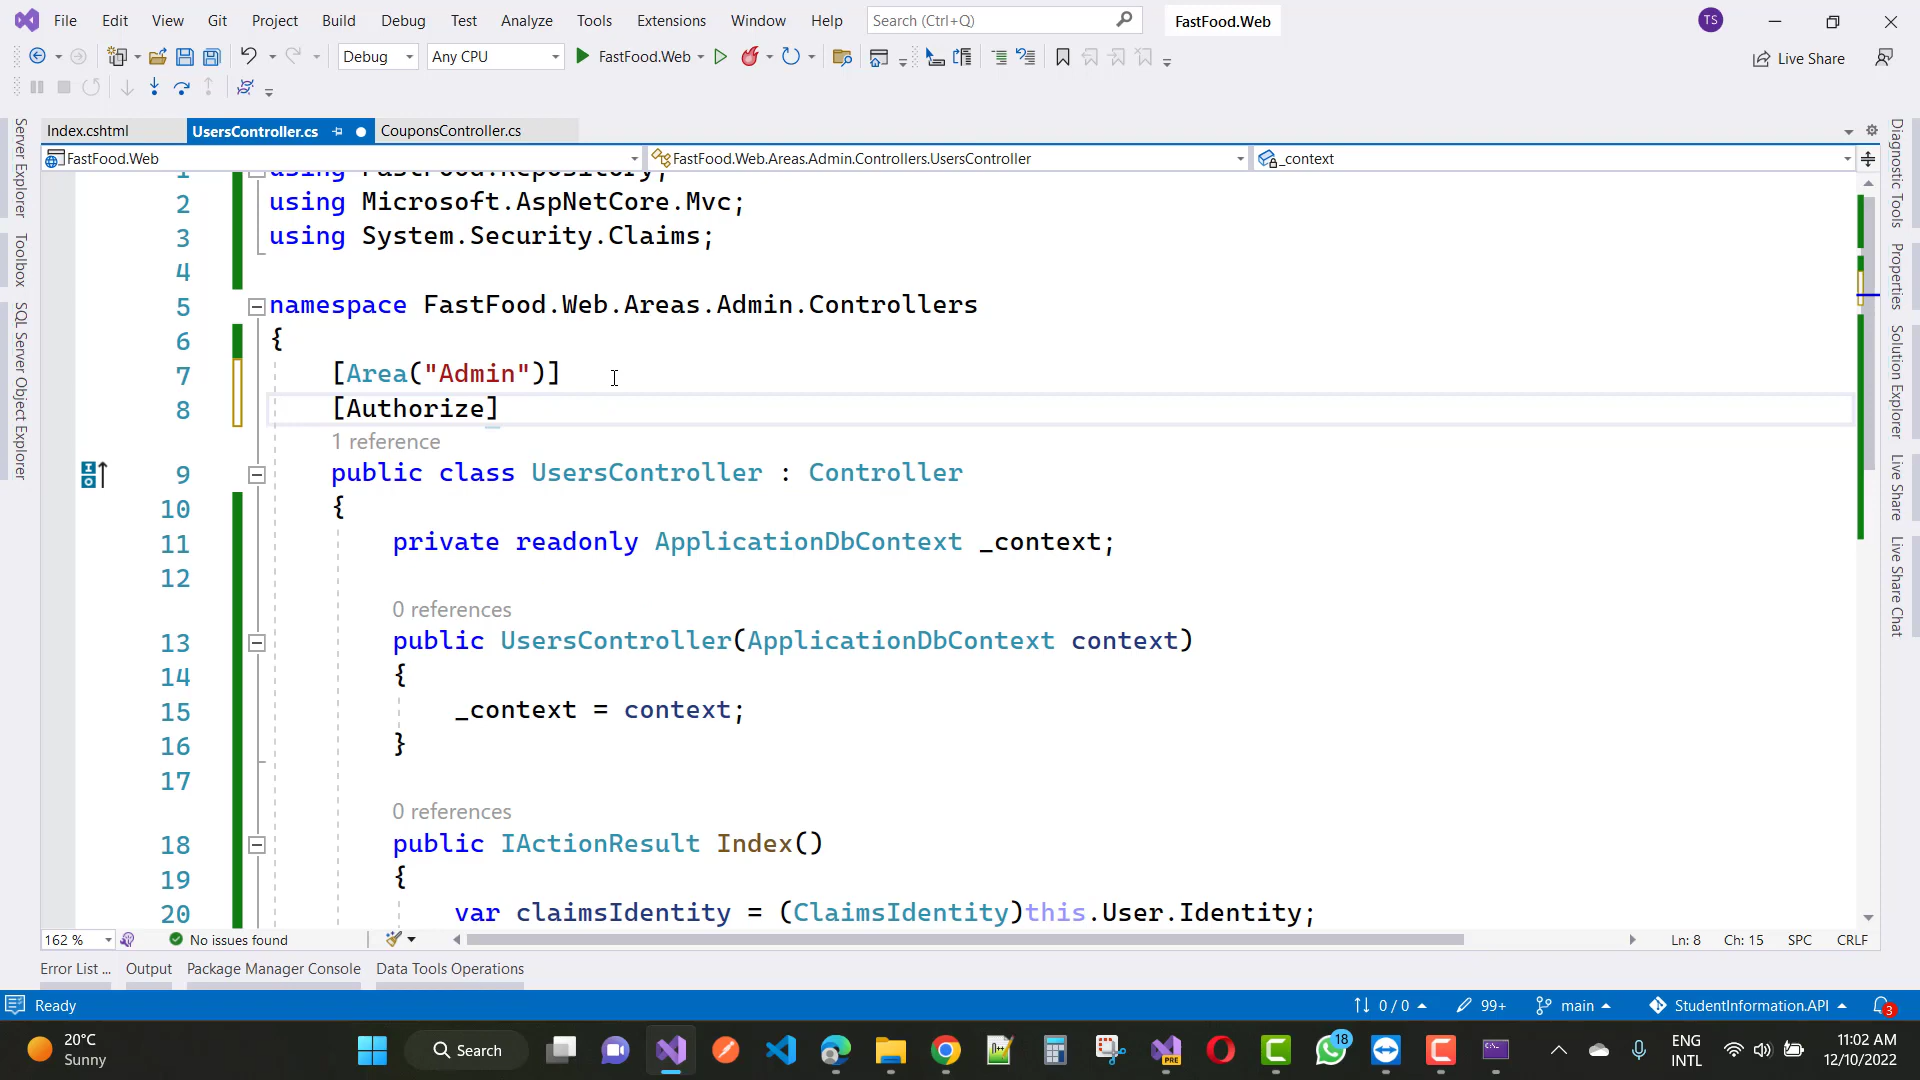 File Edit View Git Project Build Debug Test Analyze Tools Extensions Window Help Search (Ctrl+Q) FastFood.Web TS
Debug Any CPU FastFood.Web Live Share
Index.cshtml UsersController.cs CouponsController.cs
FastFood.Web FastFood.Web.Areas.Admin.Controllers.UsersController _context
Server Explorer
Toolbox
SQL Server Object Explorer
1 using FastFood.Repository;
2 using Microsoft.AspNetCore.Mvc;
3 using System.Security.Claims;
4
5 namespace FastFood.Web.Areas.Admin.Controllers
6 {
7 [Area("Admin")]
8 [Authorize]
1 reference
9 public class UsersController : Controller
10 {
11 private readonly ApplicationDbContext _context;
12
0 references
13 public UsersController(ApplicationDbContext context)
14 {
15 _context = context;
16 }
17
0 references
18 public IActionResult Index()
19 {
20 var claimsIdentity = (ClaimsIdentity)this.User.Identity;
Diagnostic Tools
Properties
Solution Explorer
Live Share
Live Share Chat
162 % No issues found Ln: 8 Ch: 15 SPC CRLF
Error List ... Output Package Manager Console Data Tools Operations
Ready 0 / 0 99+ main StudentInformation.API 3
20°C
Sunny
Search
PRE
18
ENG
INTL
11:02 AM
12/10/2022